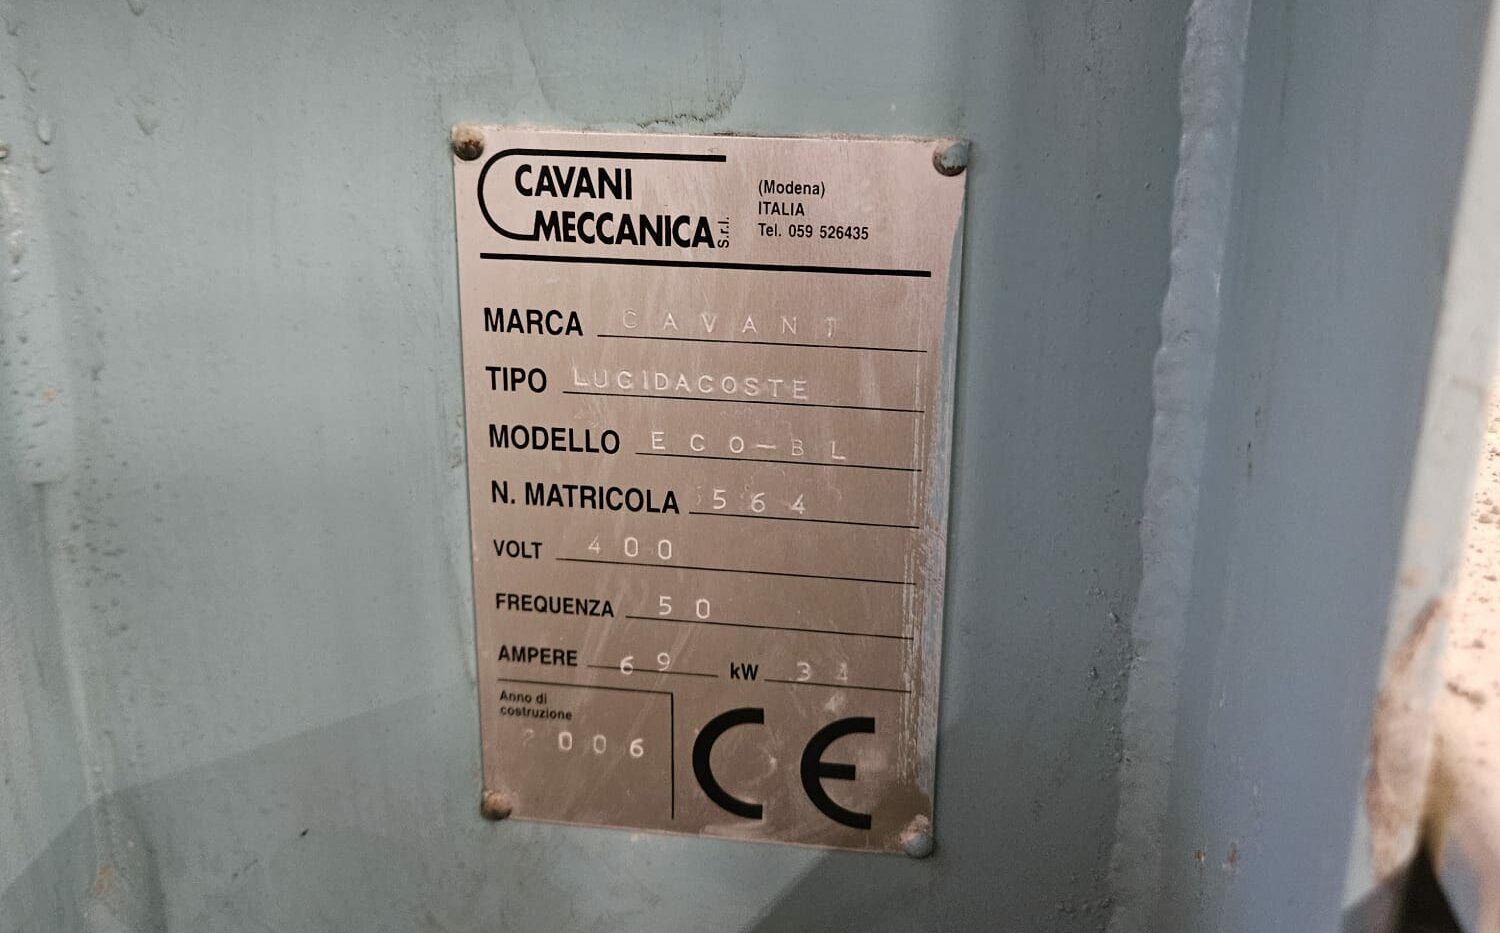 CAVANI
MECCANICA s.r.l.
(Modena)
ITALIA
Tel. 059 526435
MARCA CAVANI
TIPO LUCIDACOSTE
MODELLO ECO-BL
N. MATRICOLA 564
VOLT 400
FREQUENZA 50
AMPERE 69 kW
Anno di
costruzione
2006
CE